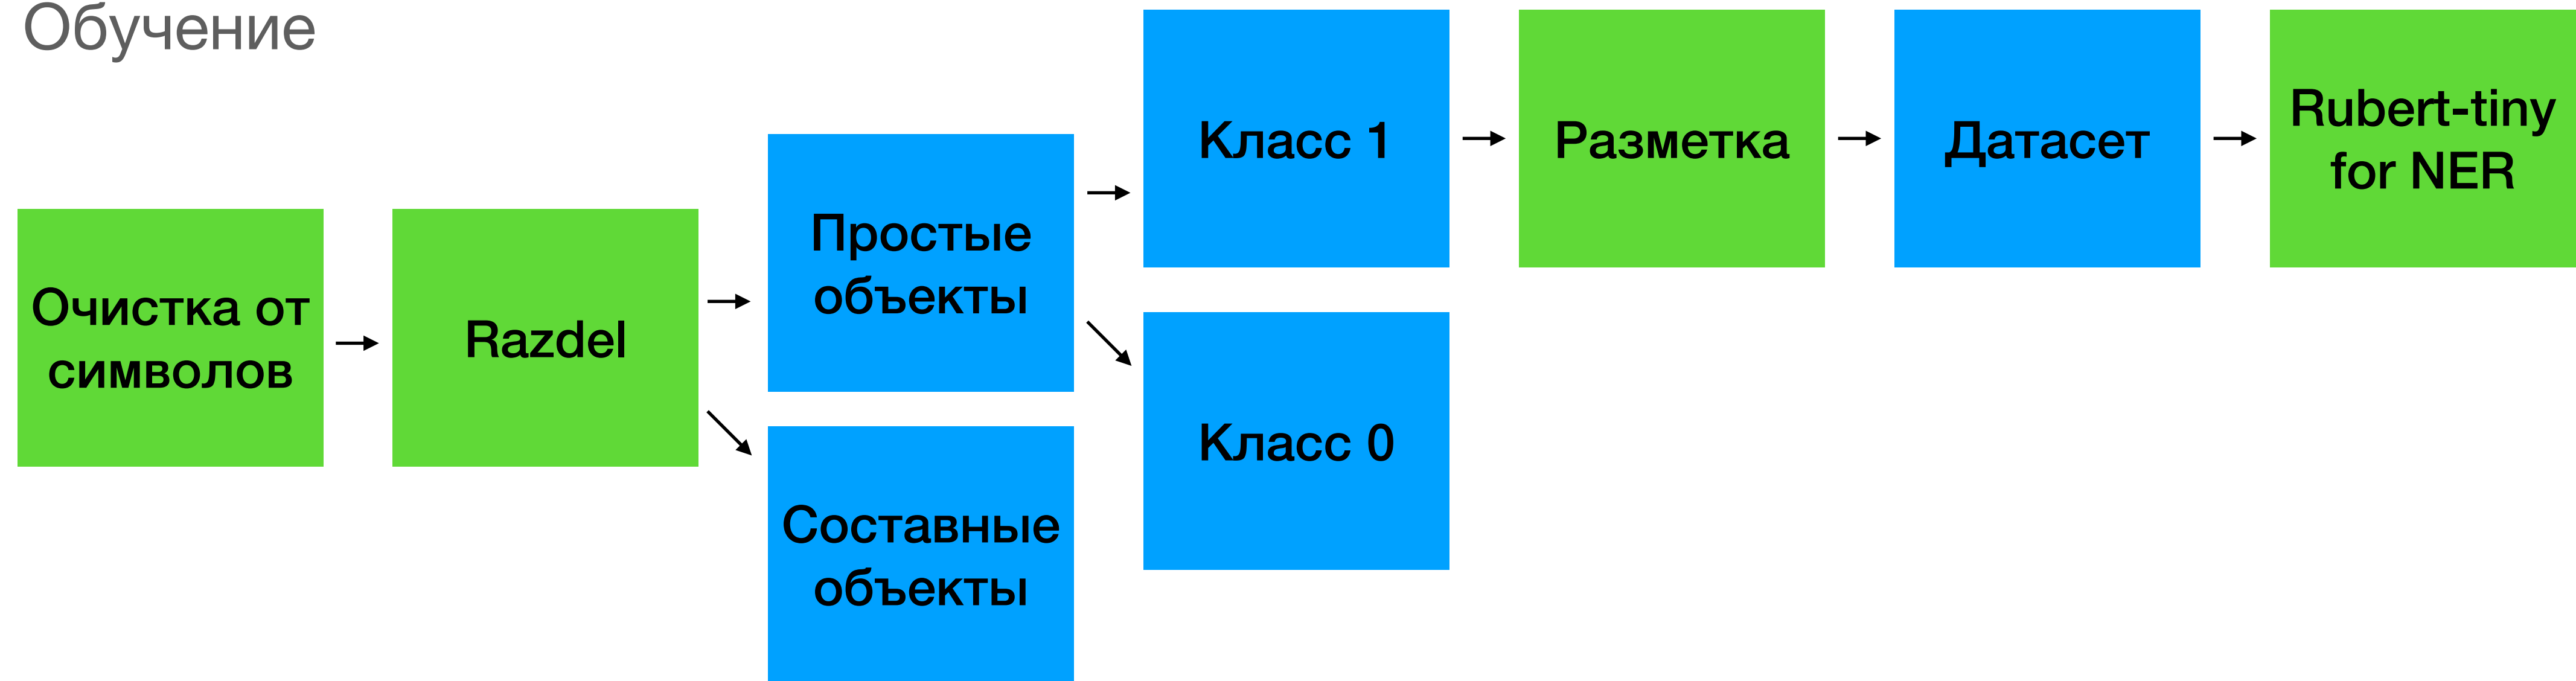 Обучение
Очистка от
символов
Razdel
Простые
объекты
Составные
объекты
Класс 1
Класс 0
Разметка
Датасет
Rubert-tiny
for NER